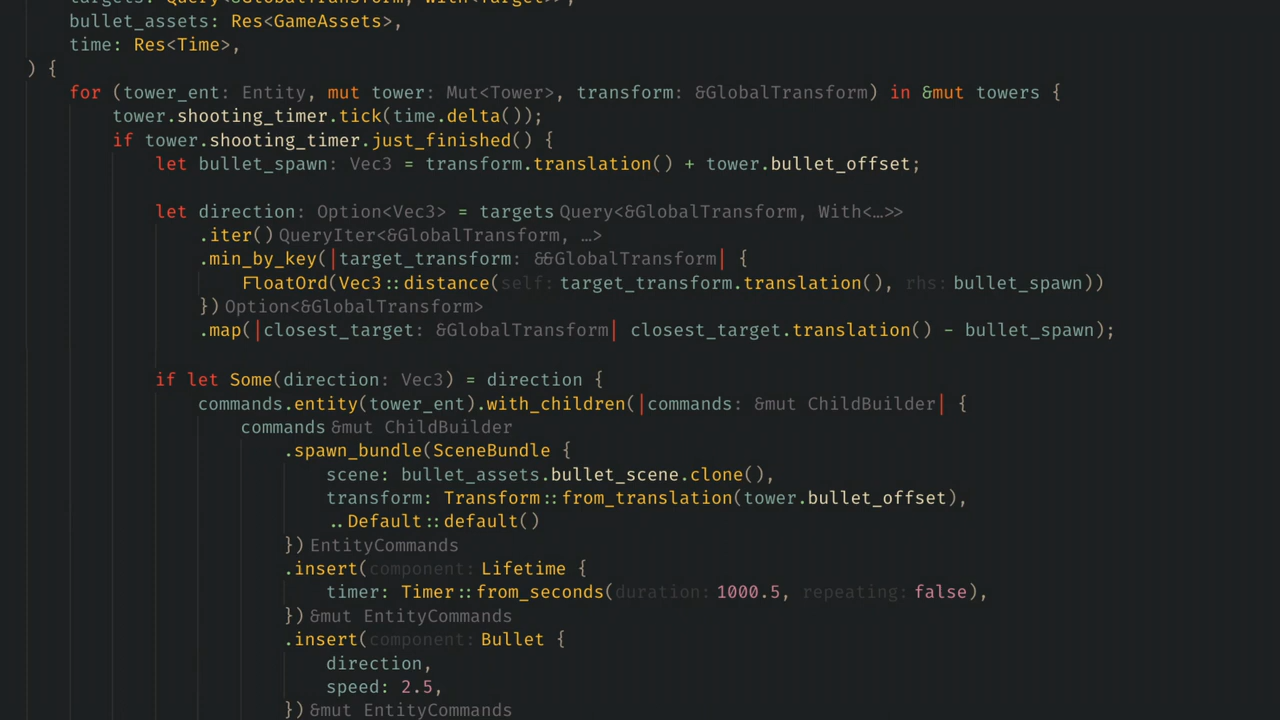 targets: Query<&GlobalTransform, With<Target>>,
bullet_assets: Res<GameAssets>,
time: Res<Time>,
) {
for (tower_ent: Entity, mut tower: Mut<Tower>, transform: &GlobalTransform) in &mut towers {
tower.shooting_timer.tick(time.delta());
if tower.shooting_timer.just_finished() {
let bullet_spawn: Vec3 = transform.translation() + tower.bullet_offset;
let direction: Option<Vec3> = targets Query<&GlobalTransform, With<…>>
.iter() QueryIter<&GlobalTransform, …>
.min_by_key(|target_transform: &&GlobalTransform| {
FloatOrd(Vec3::distance(self: target_transform.translation(), rhs: bullet_spawn))
}) Option<&GlobalTransform>
.map(|closest_target: &GlobalTransform| closest_target.translation() - bullet_spawn);
if let Some(direction: Vec3) = direction {
commands.entity(tower_ent).with_children(|commands: &mut ChildBuilder| {
commands &mut ChildBuilder
.spawn_bundle(SceneBundle {
scene: bullet_assets.bullet_scene.clone(),
transform: Transform::from_translation(tower.bullet_offset),
..Default::default()
}) EntityCommands
.insert(component: Lifetime {
timer: Timer::from_seconds(duration: 1000.5, repeating: false),
}) &mut EntityCommands
.insert(component: Bullet {
direction,
speed: 2.5,
}) &mut EntityCommands